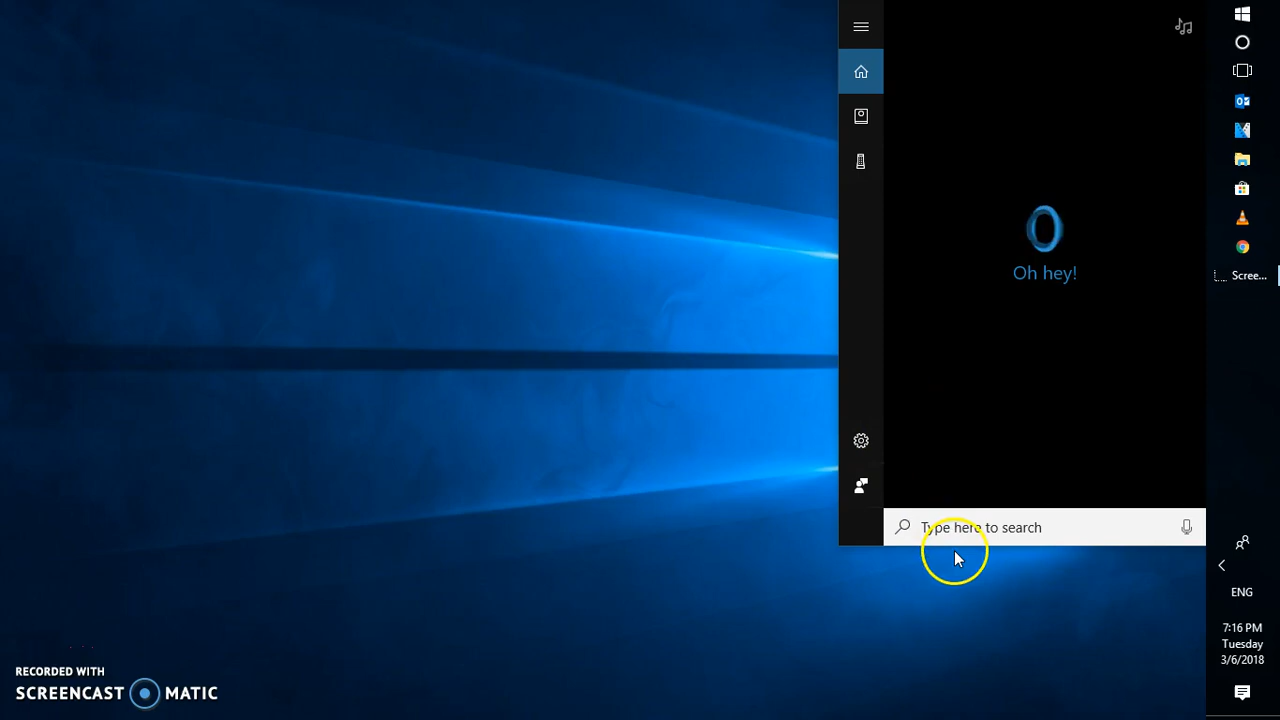 Oh hey!
Type here to search
Scree...
ENG
7:16 PM
Tuesday
3/6/2018
RECORDED WITH
SCREENCAST MATIC